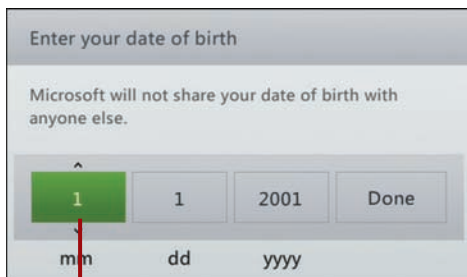 Enter your date of birth
Microsoft will not share your date of birth with
anyone else.
1 1 2001 Done
mm dd yyyy